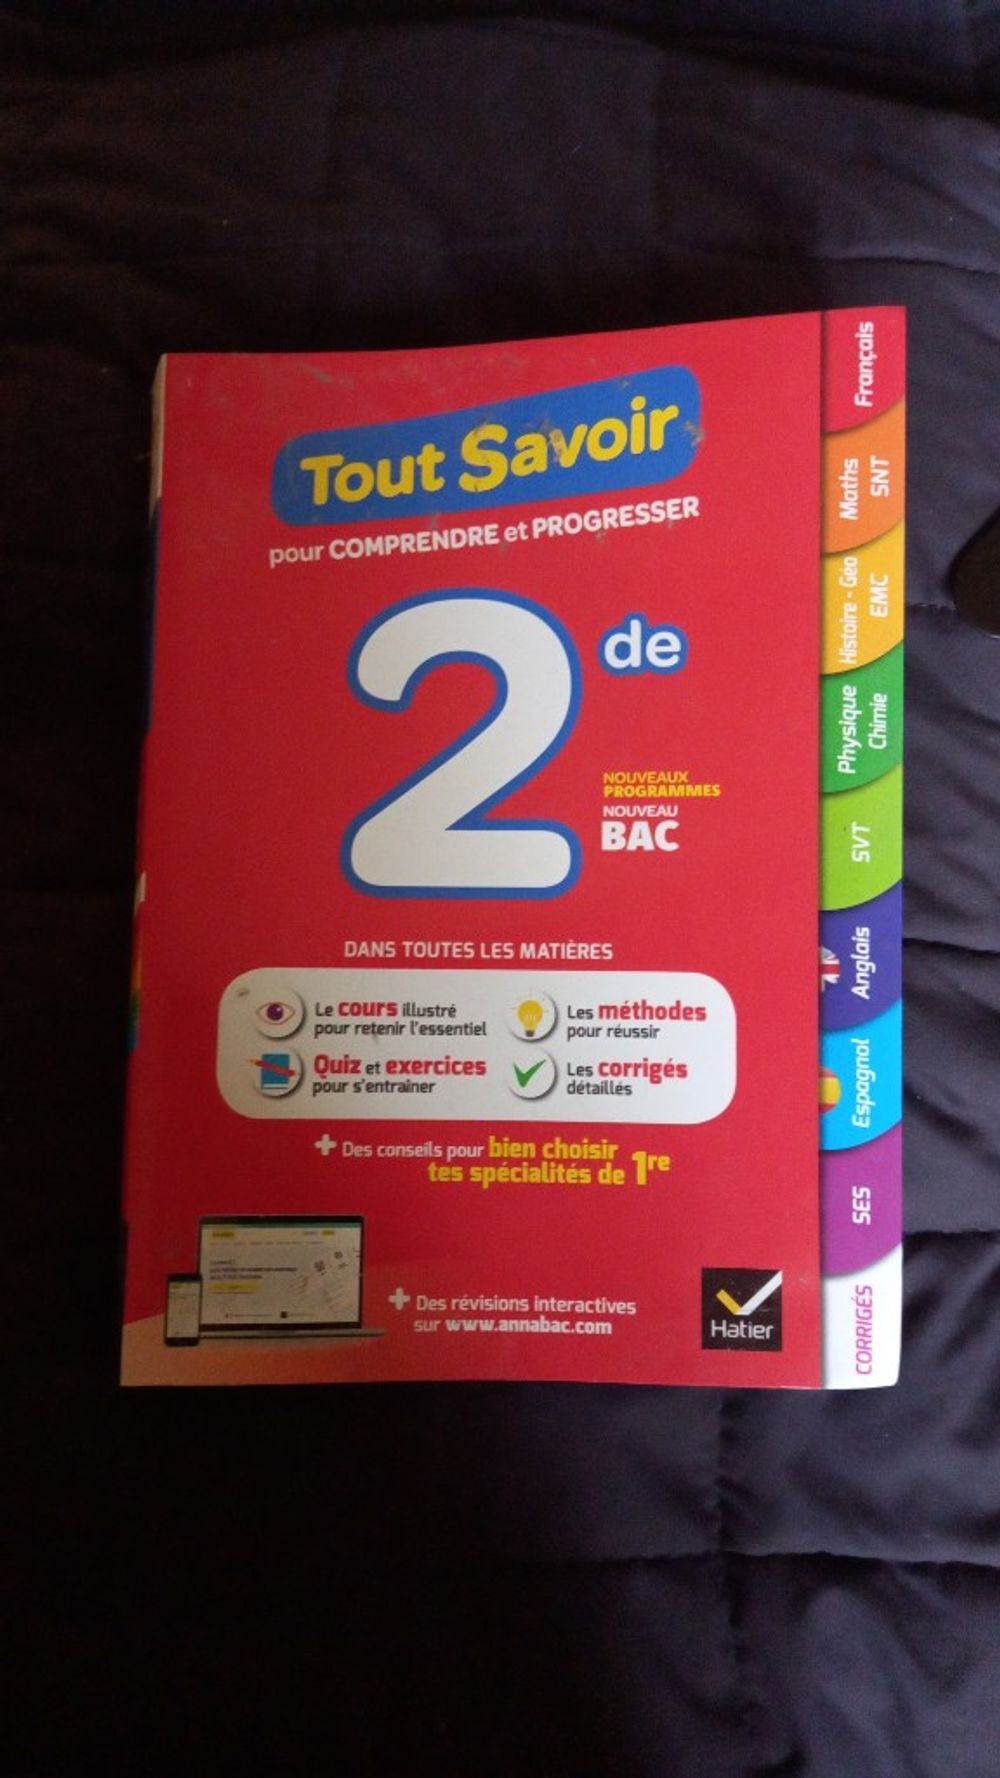 Tout Savoir
pour COMPRENDRE et PROGRESSER
2de
NOUVEAUX
PROGRAMMES
NOUVEAU
BAC
DANS TOUTES LES MATIÈRES
Le cours illustré
pour retenir l'essentiel
Les méthodes
pour réussir
Quiz et exercices
pour s'entraîner
Les corrigés
détaillés
+ Des conseils pour bien choisir
tes spécialités de 1re
+ Des révisions interactives
sur www.annabac.com
Hatier
Français
Maths
SNT
Histoire - Géo
EMC
Physique
Chimie
SVT
Anglais
Espagnol
SES
CORRIGÉS